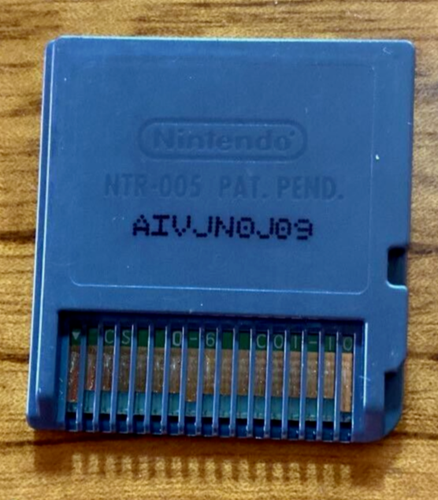 Nintendo
NTR-005 PAT. PEND.
AIVJN0J09